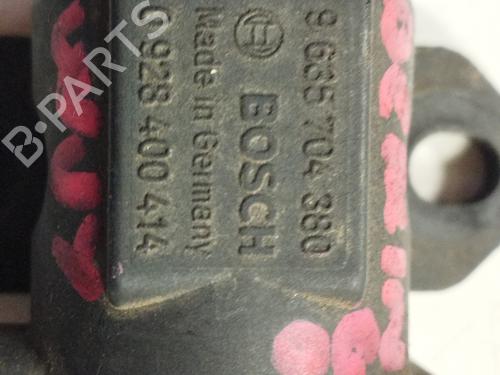 9 635 704 380
BOSCH
Made in Germany
0 928 400 414
B-PARTS